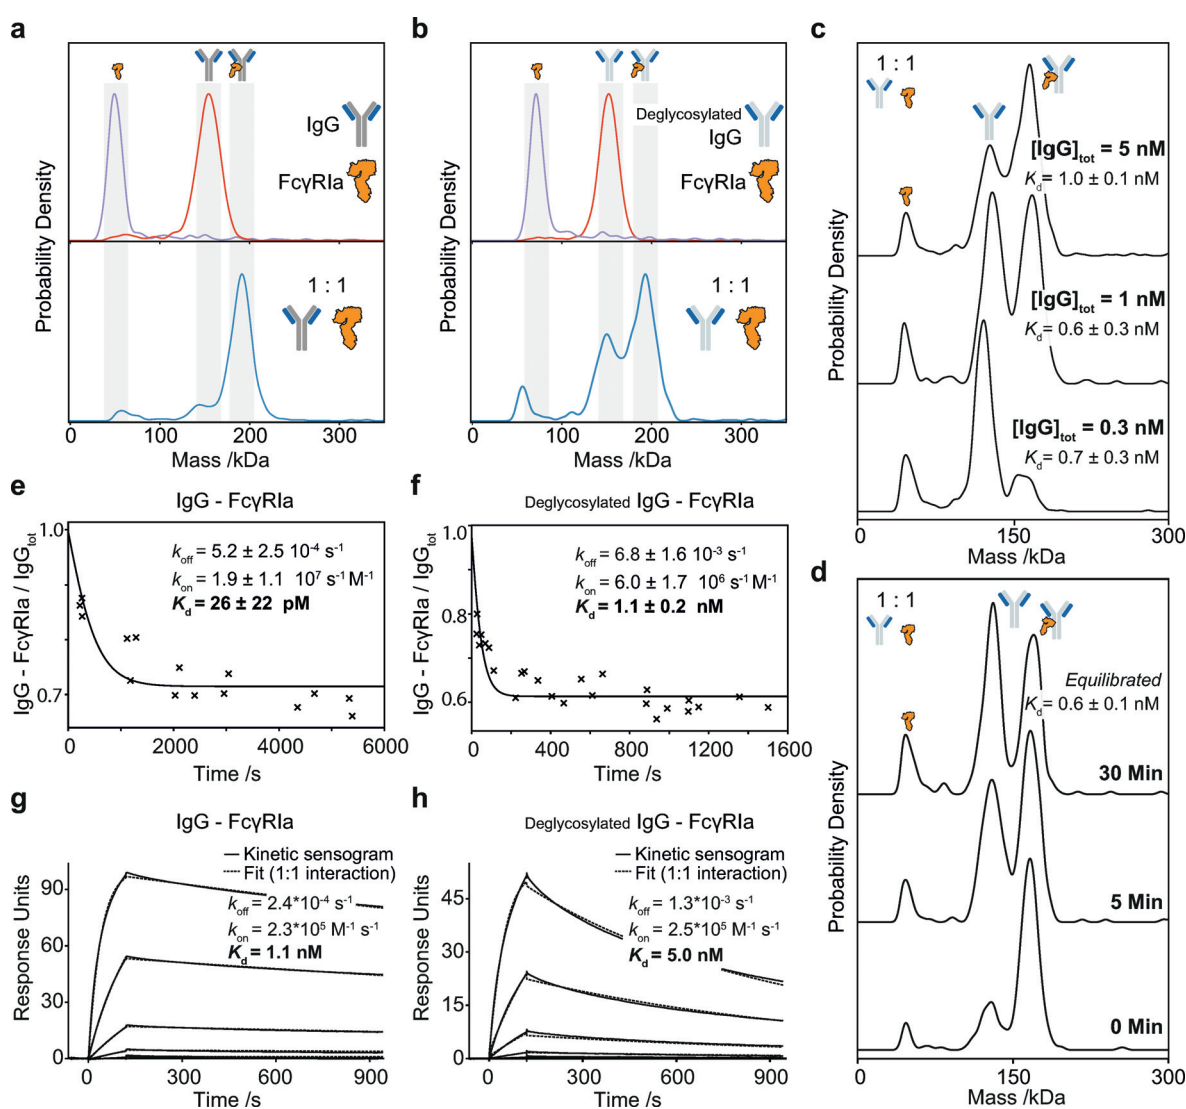 a
IgG
FcγRIa
Probability Density
1 : 1
Probability Density
0 100 200 300
Mass /kDa
b
Deglycosylated
IgG
FcγRIa
1 : 1
0 100 200 300
Mass /kDa
c
1 : 1
[IgG]tot = 5 nM
Kd= 1.0 ± 0.1 nM
[IgG]tot = 1 nM
Kd= 0.6 ± 0.3 nM
[IgG]tot = 0.3 nM
Kd= 0.7 ± 0.3 nM
Probability Density
0 150 300
Mass /kDa
d
1 : 1
Equilibrated
Kd= 0.6 ± 0.1 nM
30 Min
5 Min
0 Min
Probability Density
0 150 300
Mass /kDa
e
IgG - FcγRIa
koff = 5.2 ± 2.5 10-4 s-1
kon = 1.9 ± 1.1 107 s-1 M-1
Kd = 26 ± 22 pM
IgG - FcγRIa / IgGtot
1.0
0.7
0 2000 4000 6000
Time /s
f
Deglycosylated IgG - FcγRIa
koff = 6.8 ± 1.6 10-3 s-1
kon = 6.0 ± 1.7 106 s-1 M-1
Kd = 1.1 ± 0.2 nM
IgG - FcγRIa / IgGtot
1.0
0.8
0.6
0 400 800 1200 1600
Time /s
g
IgG - FcγRIa
Kinetic sensogram
Fit (1:1 interaction)
koff = 2.4*10-4 s-1
kon = 2.3*105 M-1 s-1
Kd = 1.1 nM
Response Units
90
60
30
0
0 300 600 900
Time /s
h
Deglycosylated IgG - FcγRIa
Kinetic sensogram
Fit (1:1 interaction)
koff = 1.3*10-3 s-1
kon = 2.5*105 M-1 s-1
Kd = 5.0 nM
Response Units
45
30
15
0
0 300 600 900
Time /s